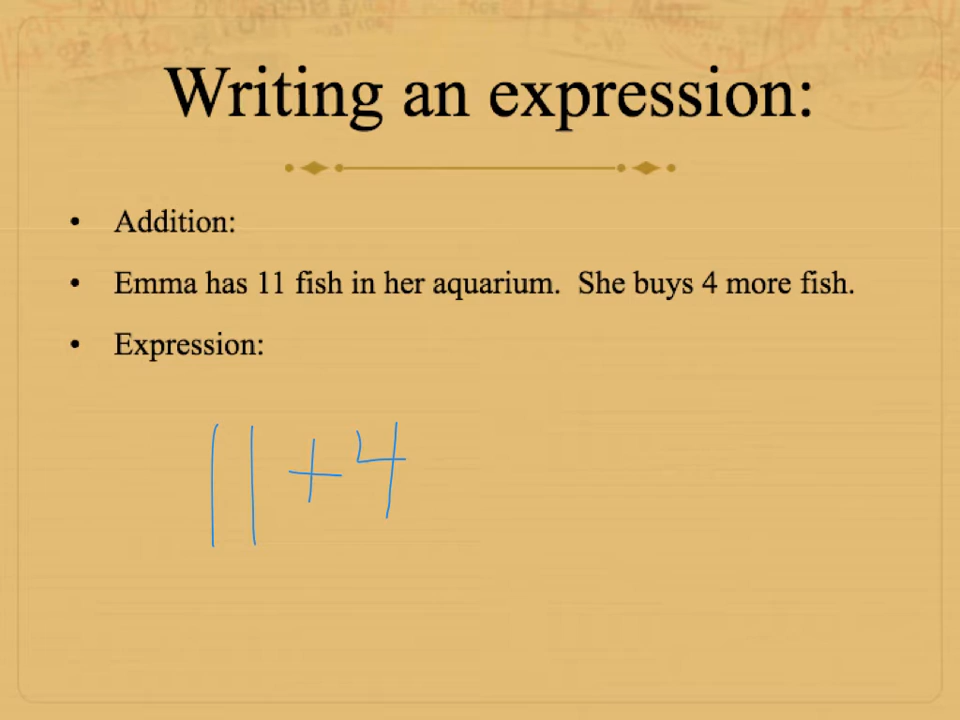 Writing an expression:
• Addition:
• Emma has 11 fish in her aquarium. She buys 4 more fish.
• Expression:
11+4